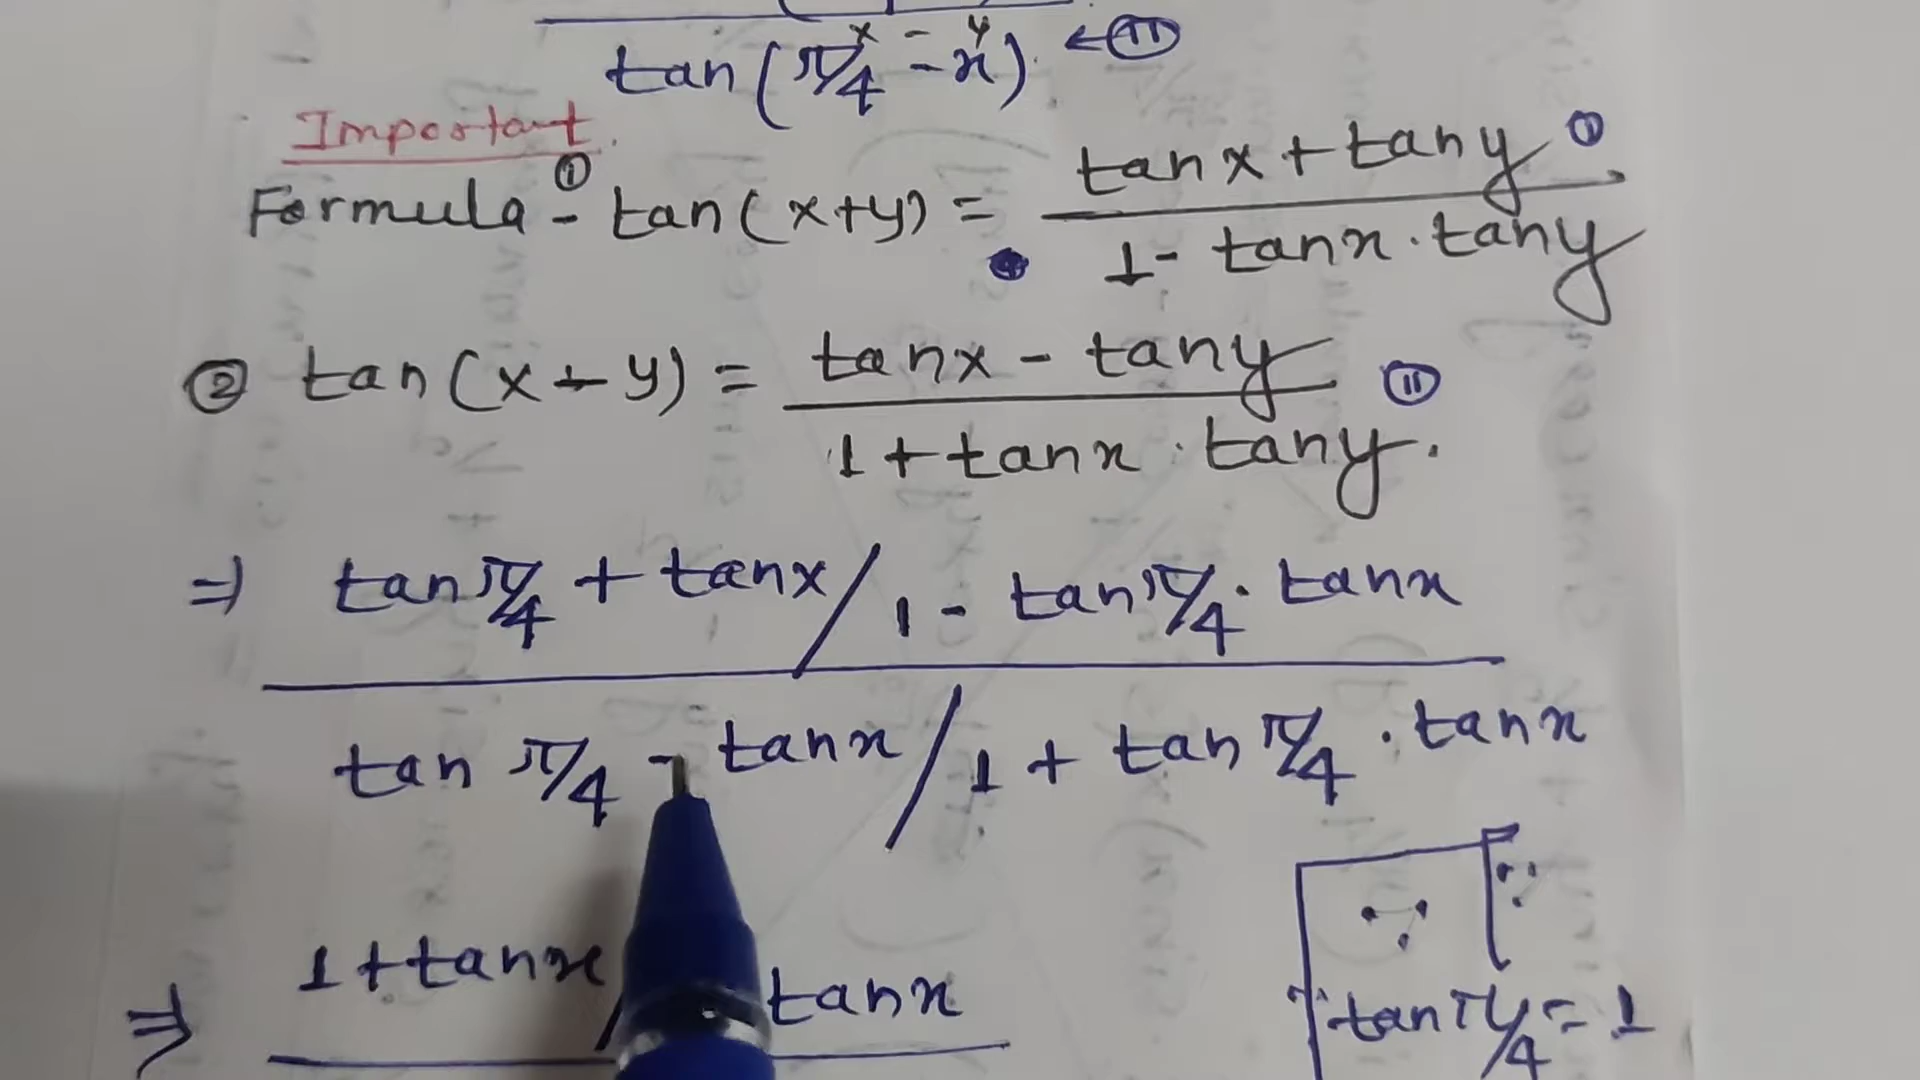 x - y
tan (π/4 - x) ← (11)
Important
Formula - ① tan(x+y) = tanx + tany / 1 - tanx . tany ①
② tan(x - y) = tanx - tany / 1 + tanx . tany. (11)
⇒ tan π/4 + tanx / 1 - tan π/4 . tanx
tan π/4 - tanx / 1 + tan π/4 . tanx
⇒ 1 + tanx / tanx
∵ tan π/4 = 1